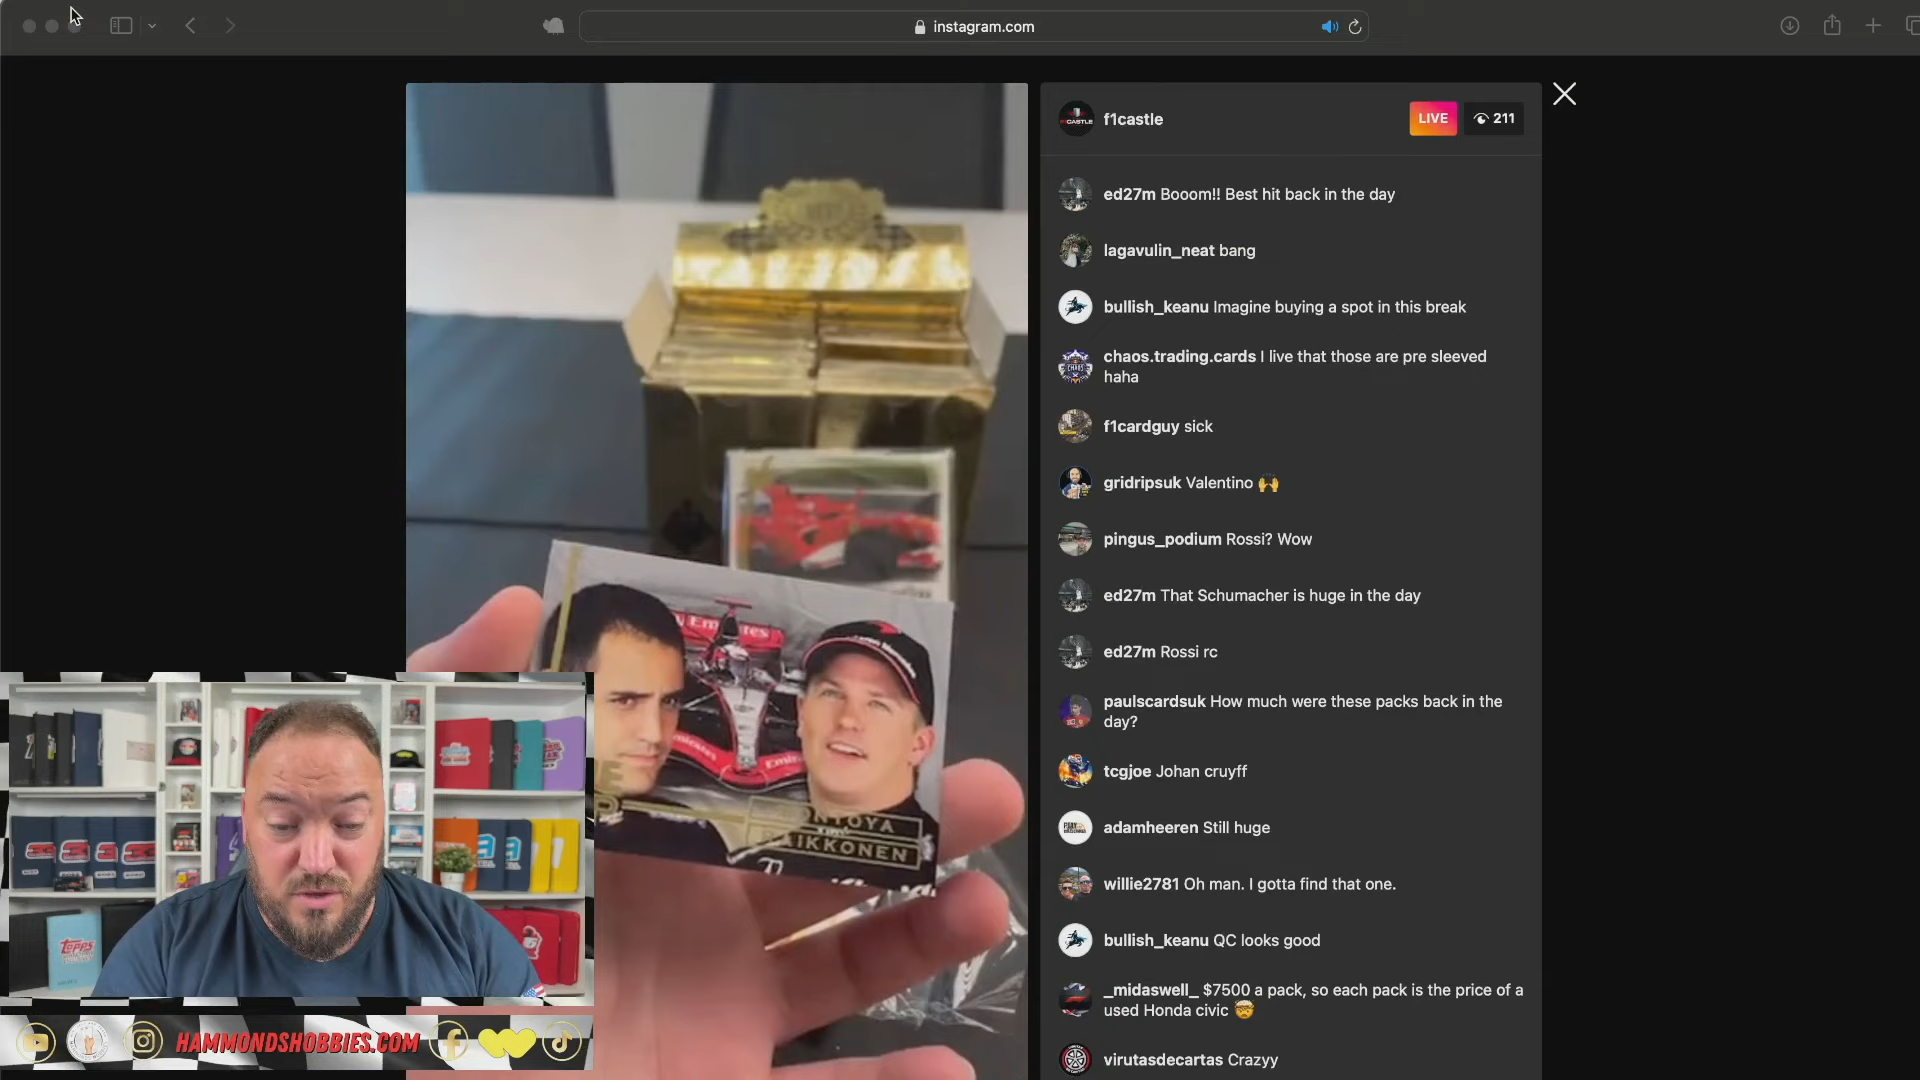 instagram.com
f1castle
LIVE
211
ed27m Booom!! Best hit back in the day
lagavulin_neat bang
bullish_keanu Imagine buying a spot in this break
chaos.trading.cards I live that those are pre sleeved
haha
f1cardguy sick
gridripsuk Valentino 🙌
pingus_podium Rossi? Wow
ed27m That Schumacher is huge in the day
ed27m Rossi rc
paulscardsuk How much were these packs back in the
day?
tcgjoe Johan cruyff
adamheeren Still huge
willie2781 Oh man. I gotta find that one.
bullish_keanu QC looks good
_midaswell_ $7500 a pack, so each pack is the price of a
used Honda civic 🤯
virutasdecartas Crazyy
Emirates
RAIKKONEN
topps
HAMMONDSHOBBIES.COM